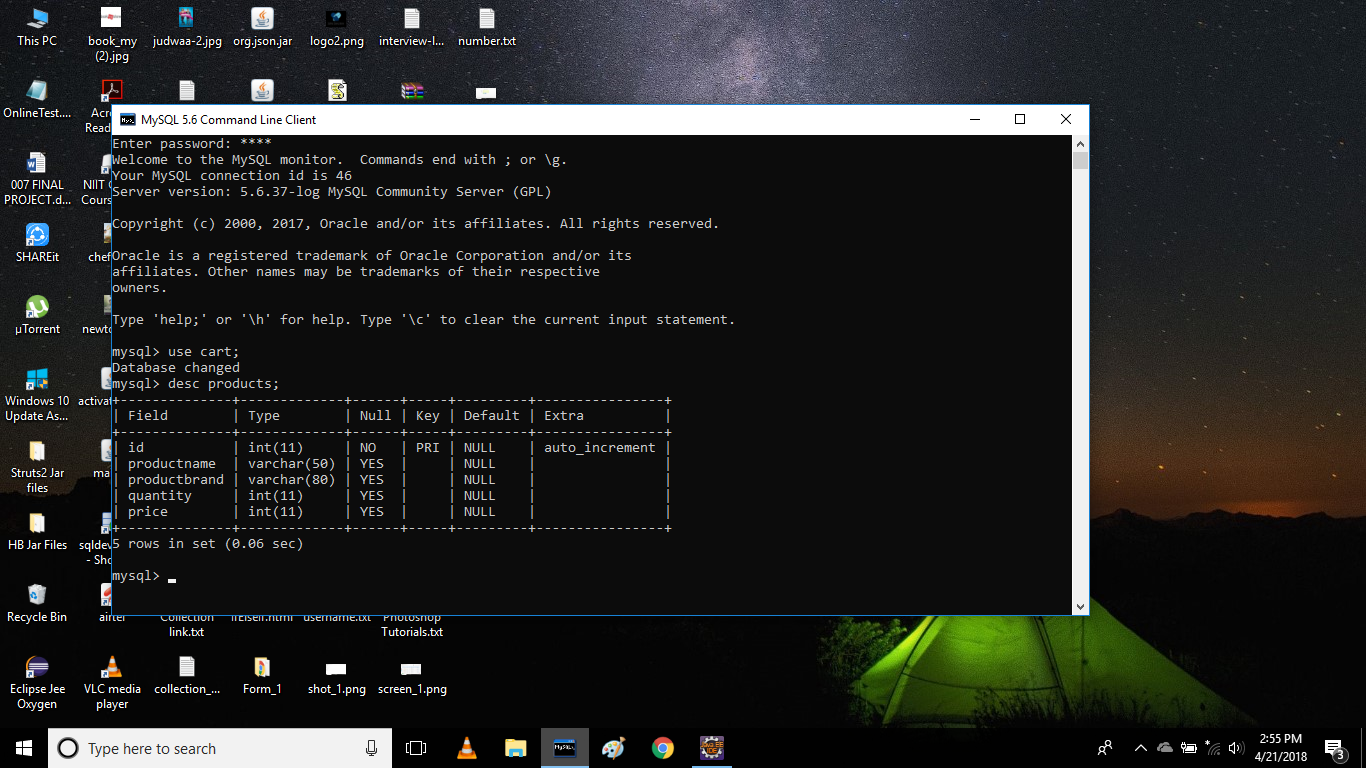 This PC
book_my
(2).jpg
judwaa-2.jpg
org.json.jar
logo2.png
interview-l...
number.txt
OnlineTest....
Acro
Read
007 FINAL
PROJECT.d...
NIIT
Cours
SHAREit
chef
µTorrent
newto
Windows 10
Update As...
activat
Struts2 Jar
files
ma
HB Jar Files
sqldev
- Sho
Recycle Bin
airtel
Collection
link.txt
ifElseIf.html
username.txt
Photoshop
Tutorials.txt
Eclipse Jee
Oxygen
VLC media
player
collection_...
Form_1
shot_1.png
screen_1.png
MySQL 5.6 Command Line Client
Enter password: ****
Welcome to the MySQL monitor.  Commands end with ; or \g.
Your MySQL connection id is 46
Server version: 5.6.37-log MySQL Community Server (GPL)
Copyright (c) 2000, 2017, Oracle and/or its affiliates. All rights reserved.
Oracle is a registered trademark of Oracle Corporation and/or its
affiliates. Other names may be trademarks of their respective
owners.
Type 'help;' or '\h' for help. Type '\c' to clear the current input statement.
mysql> use cart;
Database changed
mysql> desc products;
+--------------+-------------+------+-----+---------+----------------+
| Field        | Type        | Null | Key | Default | Extra          |
+--------------+-------------+------+-----+---------+----------------+
| id           | int(11)     | NO   | PRI | NULL    | auto_increment |
| productname  | varchar(50) | YES  |     | NULL    |                |
| productbrand | varchar(80) | YES  |     | NULL    |                |
| quantity     | int(11)     | YES  |     | NULL    |                |
| price        | int(11)     | YES  |     | NULL    |                |
+--------------+-------------+------+-----+---------+----------------+
5 rows in set (0.06 sec)
mysql> _
Type here to search
2:55 PM
4/21/2018
3